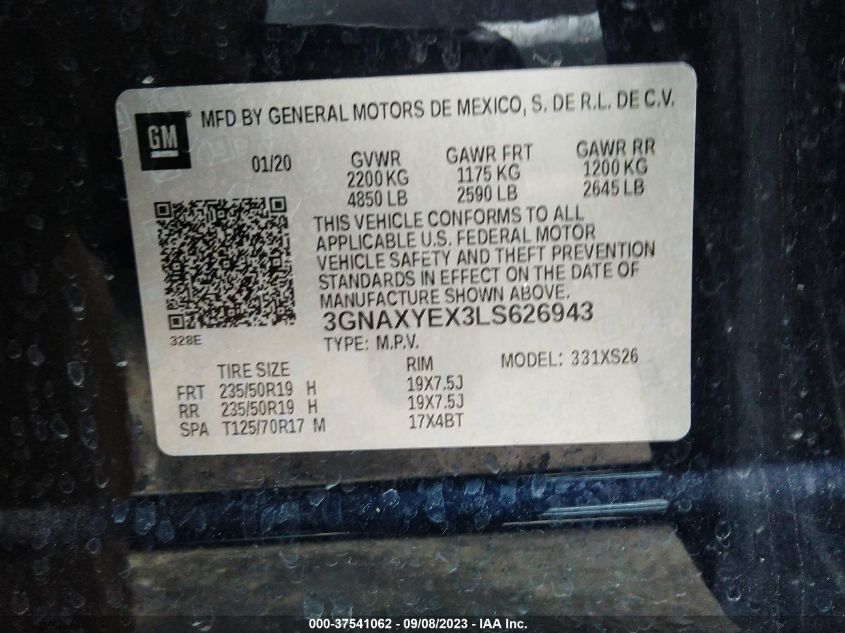 GM® MFD BY GENERAL MOTORS DE MEXICO, S. DE R.L. DE C.V.
01/20 GVWR GAWR FRT GAWR RR
2200 KG 1175 KG 1200 KG
4850 LB 2590 LB 2645 LB
THIS VEHICLE CONFORMS TO ALL
APPLICABLE U.S. FEDERAL MOTOR
VEHICLE SAFETY AND THEFT PREVENTION
STANDARDS IN EFFECT ON THE DATE OF
MANUFACTURE SHOWN ABOVE.
3GNAXYEX3LS626943
328E TYPE: M.P.V. MODEL: 331XS26
TIRE SIZE RIM
FRT 235/50R19 H 19X7.5J
RR 235/50R19 H 19X7.5J
SPA T125/70R17 M 17X4BT
000-37541062 - 09/08/2023 - IAA Inc.